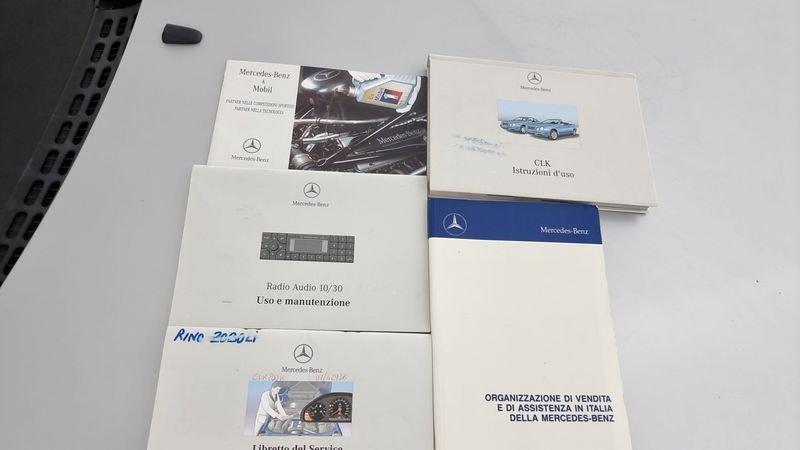 Mercedes-Benz
&
Mobil
PARTNER NELLE COMPETIZIONI SPORTIVE
PARTNER NELLA TECNOLOGIA
Mercedes-Benz
Mercedes-Benz
CLK
Istruzioni d'uso
Mercedes-Benz
Radio Audio 10/30
Uso e manutenzione
Mercedes-Benz
ORGANIZZAZIONE DI VENDITA
E DI ASSISTENZA IN ITALIA
DELLA MERCEDES-BENZ
RINO
Mercedes-Benz
Libretto del Service